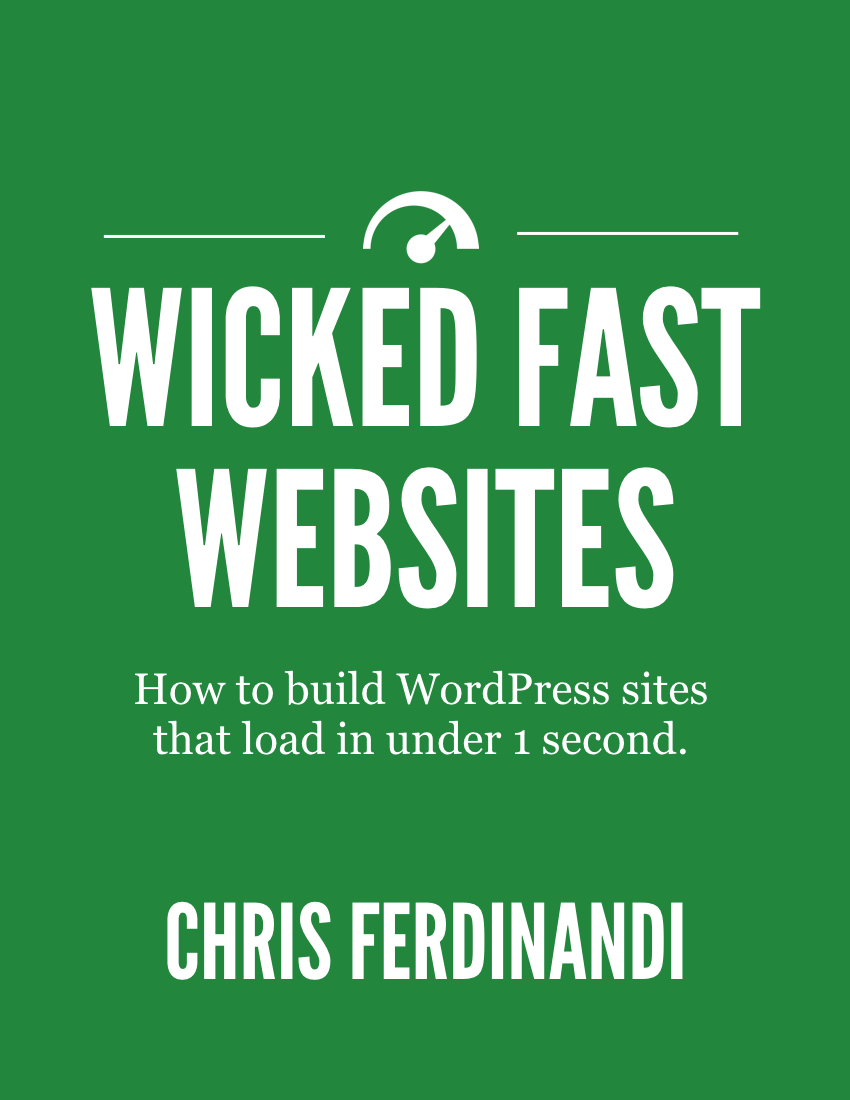 WICKED FAST
WEBSITES
How to build WordPress sites
that load in under 1 second.
CHRIS FERDINANDI